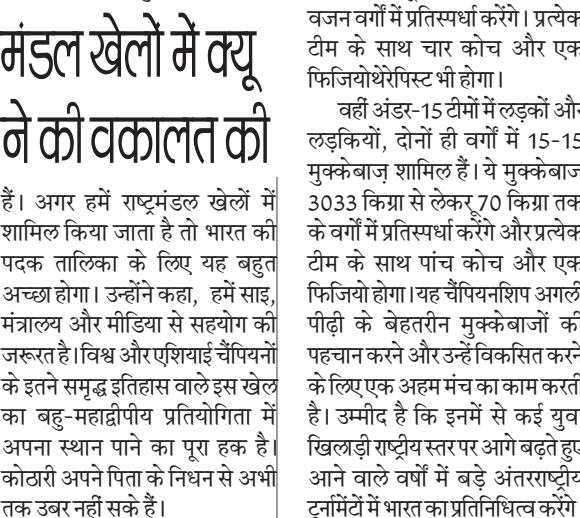 मंडल खेलों में क्यू
ने की वकालत की
हैं। अगर हमें राष्ट्रमंडल खेलों में
शामिल किया जाता है तो भारत की
पदक तालिका के लिए यह बहुत
अच्छा होगा। उन्होंने कहा, हमें साइ,
मंत्रालय और मीडिया से सहयोग की
जरूरत है। विश्व और एशियाई चैंपियनों
के इतने समृद्ध इतिहास वाले इस खेल
का बहु-महाद्वीपीय प्रतियोगिता में
अपना स्थान पाने का पूरा हक है।
कोठारी अपने पिता के निधन से अभी
तक उबर नहीं सके हैं।
वजन वर्गों में प्रतिस्पर्धा करेंगे। प्रत्येक
टीम के साथ चार कोच और एक
फिजियोथेरेपिस्ट भी होगा।
वहीं अंडर-15 टीमों में लड़कों और
लड़कियों, दोनों ही वर्गों में 15-15
मुक्केबाज़ शामिल हैं। ये मुक्केबाज
3033 किग्रा से लेकर 70 किग्रा तक
के वर्गों में प्रतिस्पर्धा करेंगे और प्रत्येक
टीम के साथ पांच कोच और एक
फिजियो होगा। यह चैंपियनशिप अगली
पीढ़ी के बेहतरीन मुक्केबाजों की
पहचान करने और उन्हें विकसित करने
के लिए एक अहम मंच का काम करती
है। उम्मीद है कि इनमें से कई युवा
खिलाड़ी राष्ट्रीय स्तर पर आगे बढ़ते हुए
आने वाले वर्षों में बड़े अंतरराष्ट्रीय
टूर्नामेंटों में भारत का प्रतिनिधित्व करेंगे